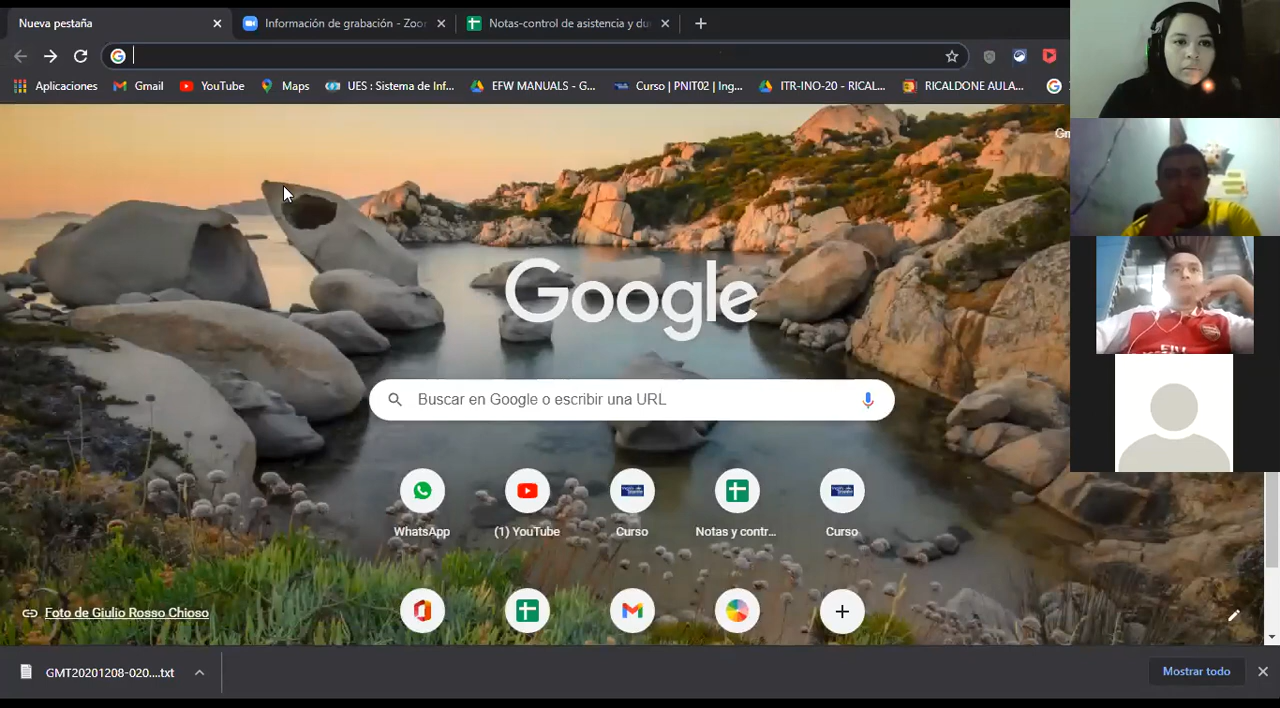 Nueva pestaña
Información de grabación - Zoo
Notas-control de asistencia y du
Aplicaciones
Gmail
YouTube
Maps
UES : Sistema de Inf...
EFW MANUALS - G...
Curso | PNIT02 | Ing...
ITR-INO-20 - RICAL...
RICALDONE AULA...
Gm
Google
Buscar en Google o escribir una URL
WhatsApp
(1) YouTube
Curso
Notas y contr...
Curso
Foto de Giulio Rosso Chioso
GMT20201208-020....txt
Mostrar todo